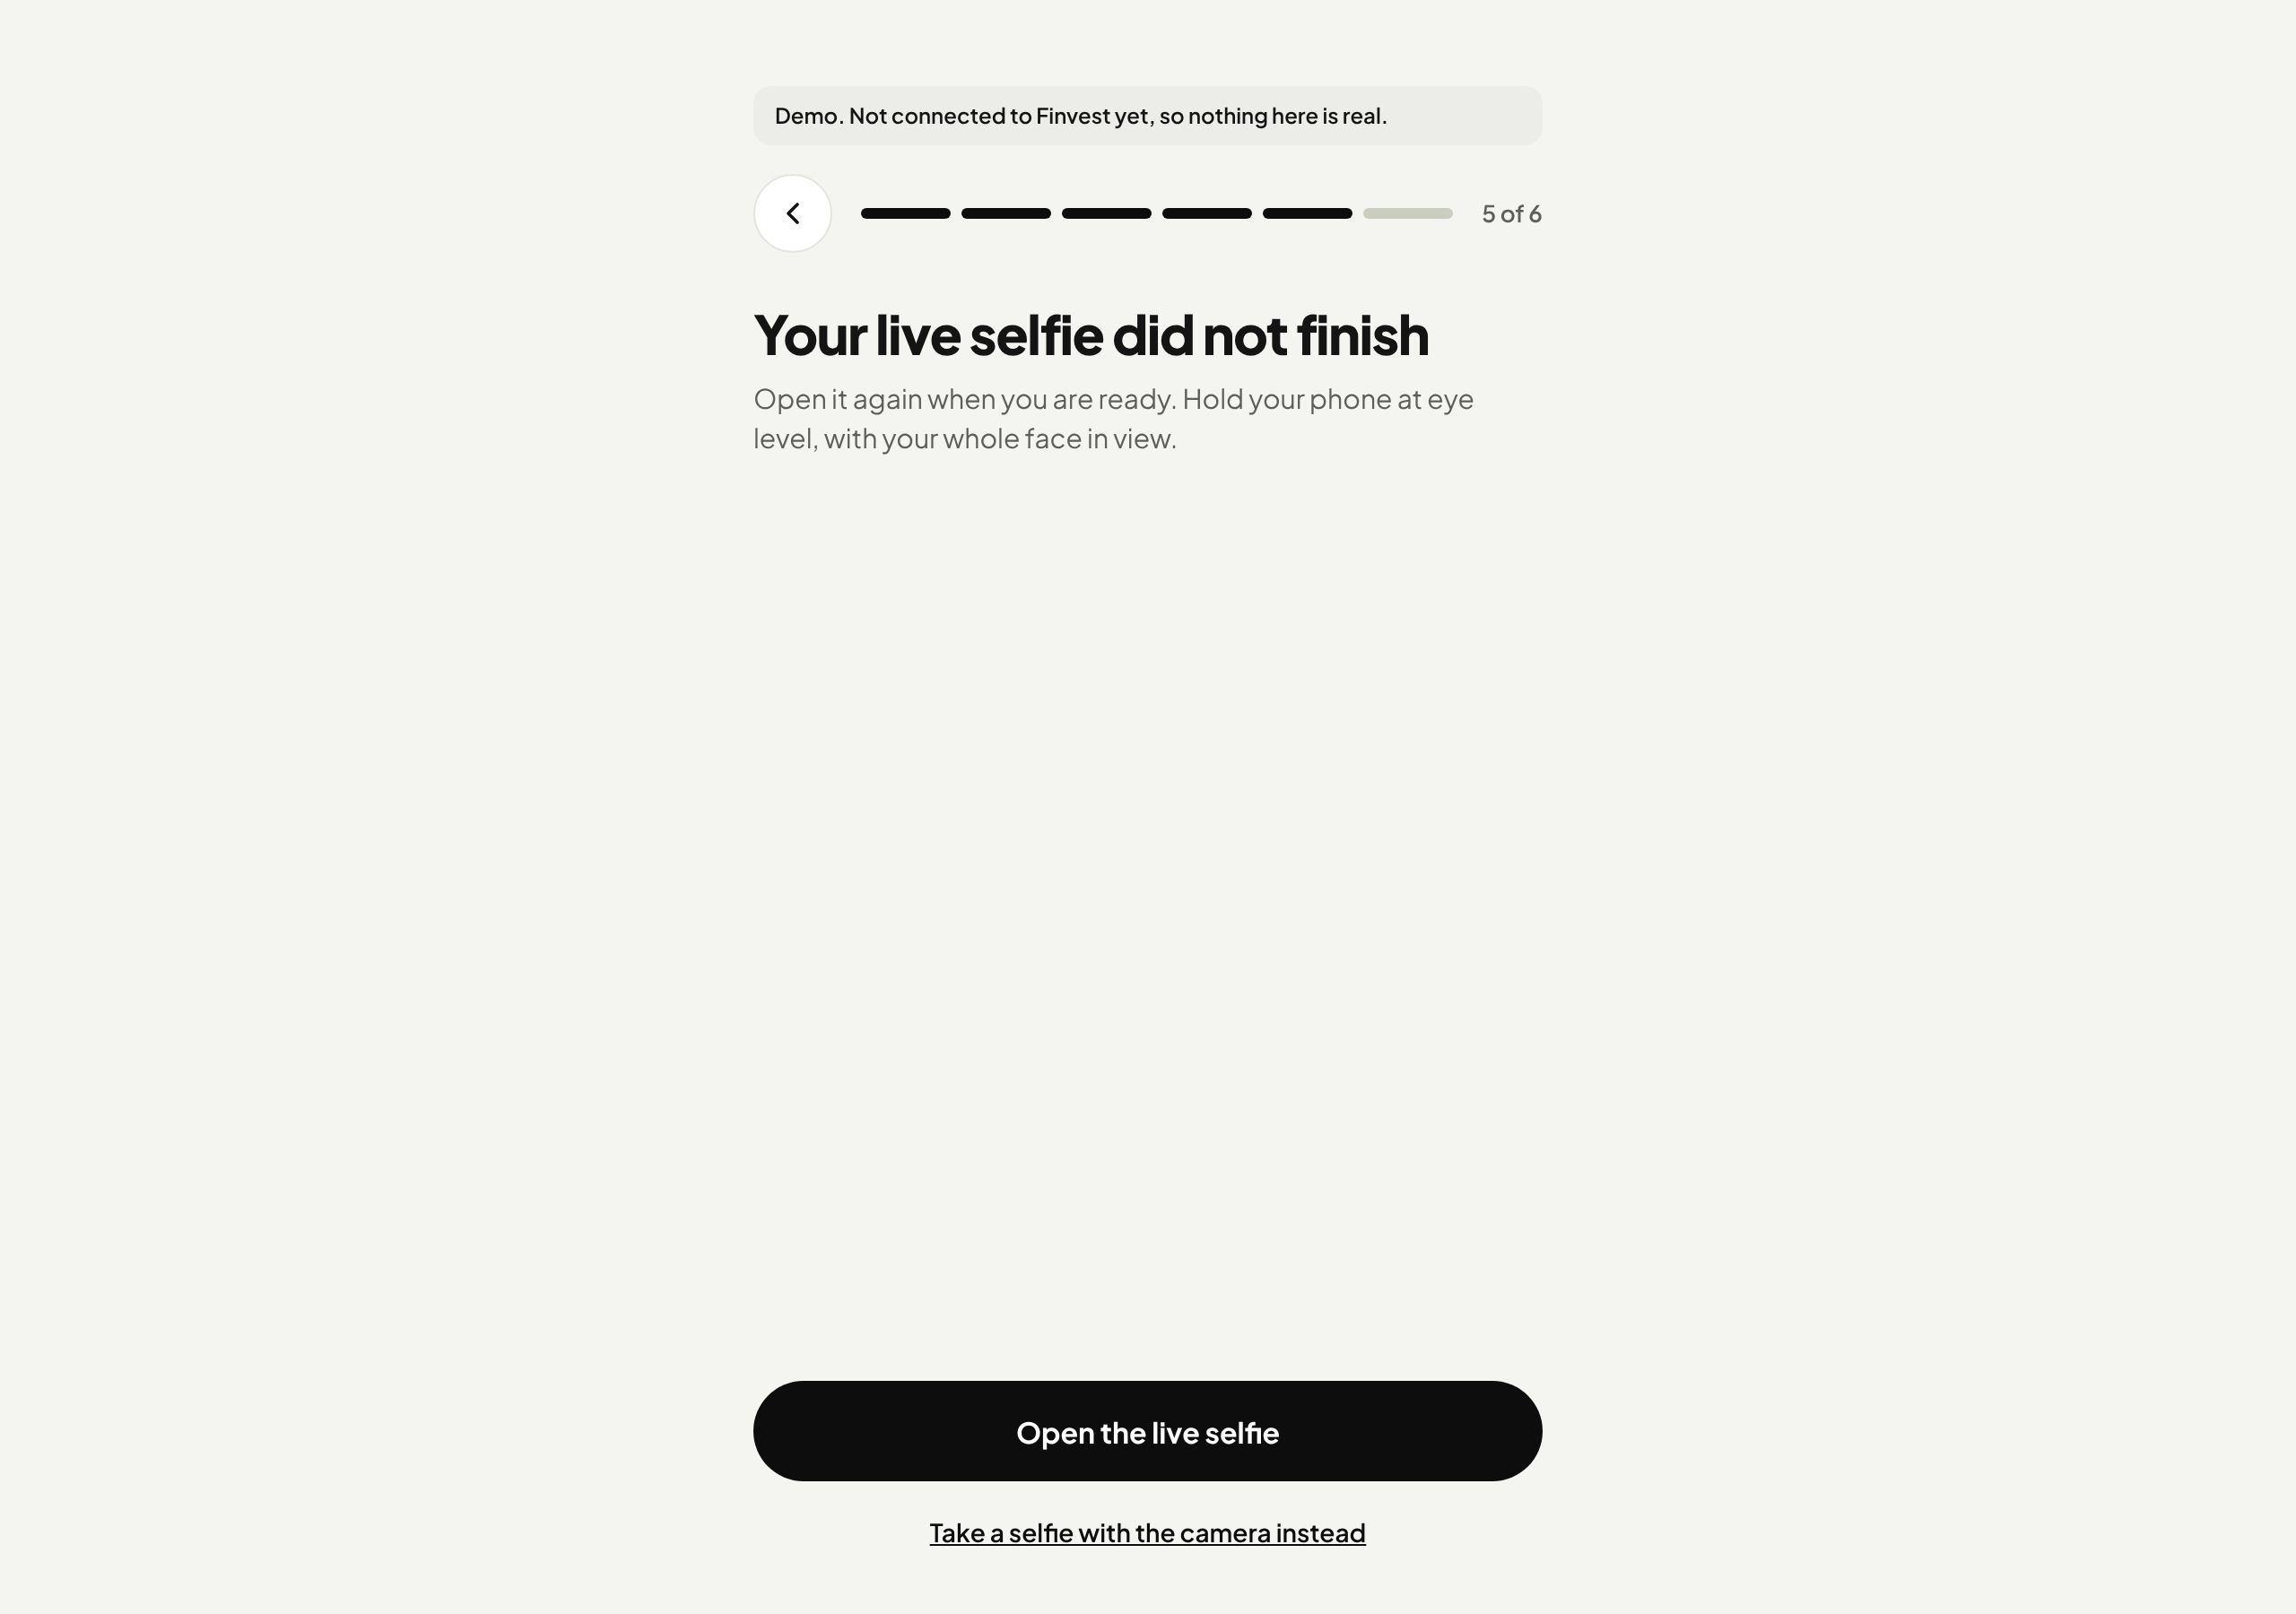 Demo. Not connected to Finvest yet, so nothing here is real.
5 of 6
Your live selfie did not finish
Open it again when you are ready. Hold your phone at eye
level, with your whole face in view.
Open the live selfie
Take a selfie with the camera instead